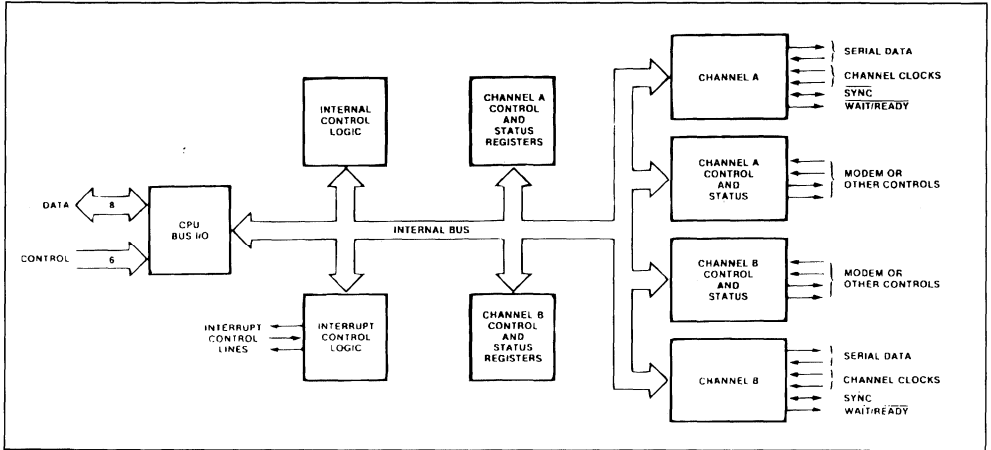 DATA
8
CONTROL
6
CPU
BUS I/O
INTERNAL
CONTROL
LOGIC
CHANNEL A
CONTROL
AND
STATUS
REGISTERS
INTERNAL BUS
INTERRUPT
CONTROL
LINES
INTERRUPT
CONTROL
LOGIC
CHANNEL B
CONTROL
AND
STATUS
REGISTERS
CHANNEL A
SERIAL DATA
CHANNEL CLOCKS
SYNC
WAIT/READY
CHANNEL A
CONTROL
AND
STATUS
MODEM OR
OTHER CONTROLS
CHANNEL B
CONTROL
AND
STATUS
MODEM OR
OTHER CONTROLS
CHANNEL B
SERIAL DATA
CHANNEL CLOCKS
SYNC
WAIT/READY